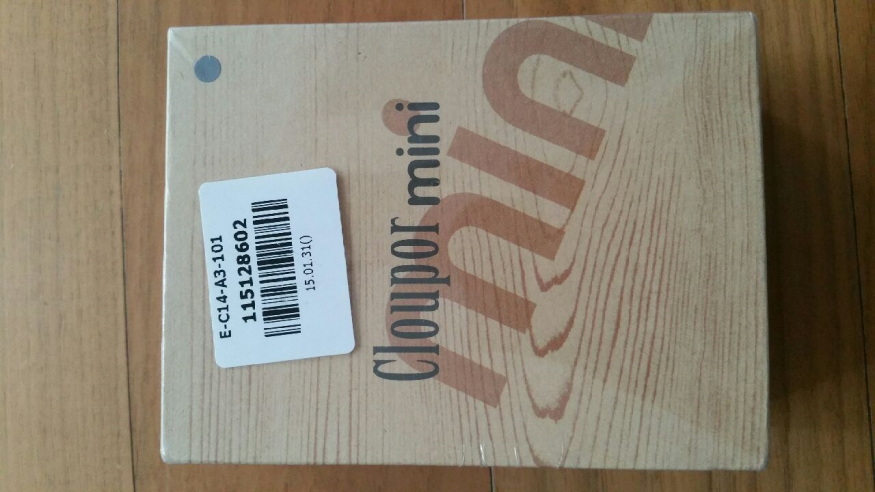 Cloupor mini
mini
E-C14-A3-101
115128602
15.01.31()